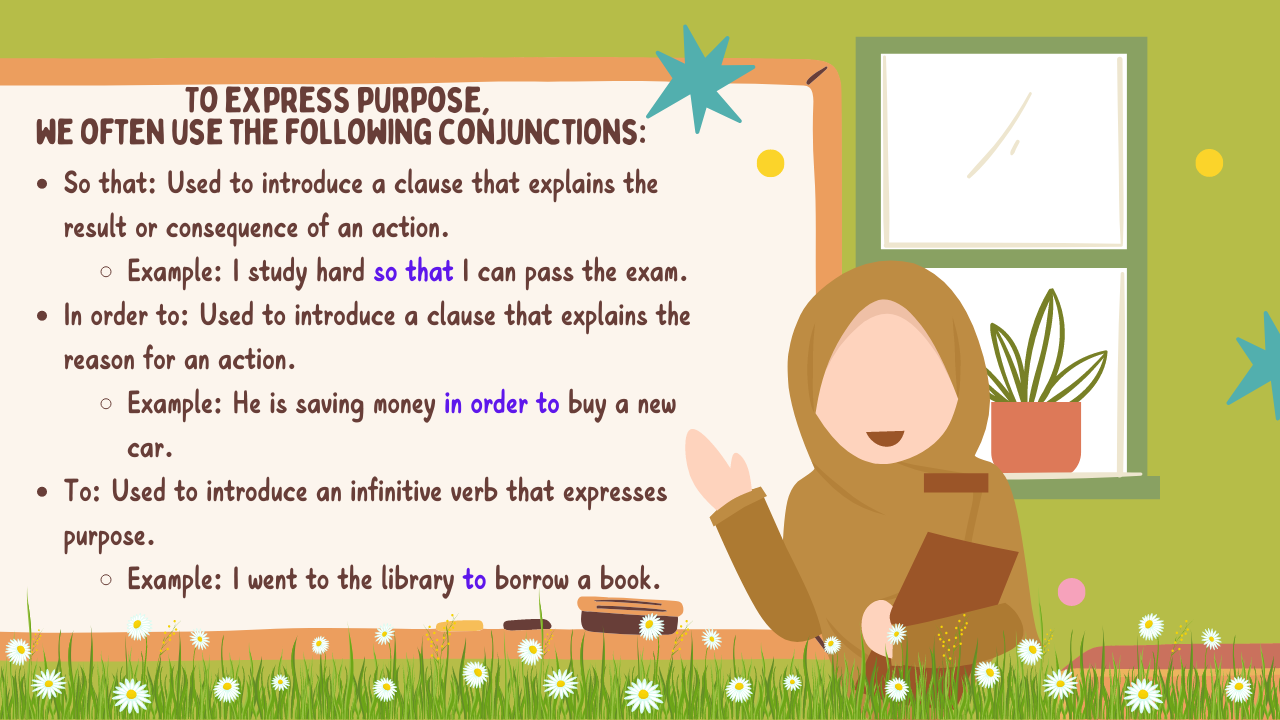 TO EXPRESS PURPOSE,
WE OFTEN USE THE FOLLOWING CONJUNCTIONS:
• So that: Used to introduce a clause that explains the
result or consequence of an action.
○ Example: I study hard so that I can pass the exam.
• In order to: Used to introduce a clause that explains the
reason for an action.
○ Example: He is saving money in order to buy a new
car.
• To: Used to introduce an infinitive verb that expresses
purpose.
○ Example: I went to the library to borrow a book.